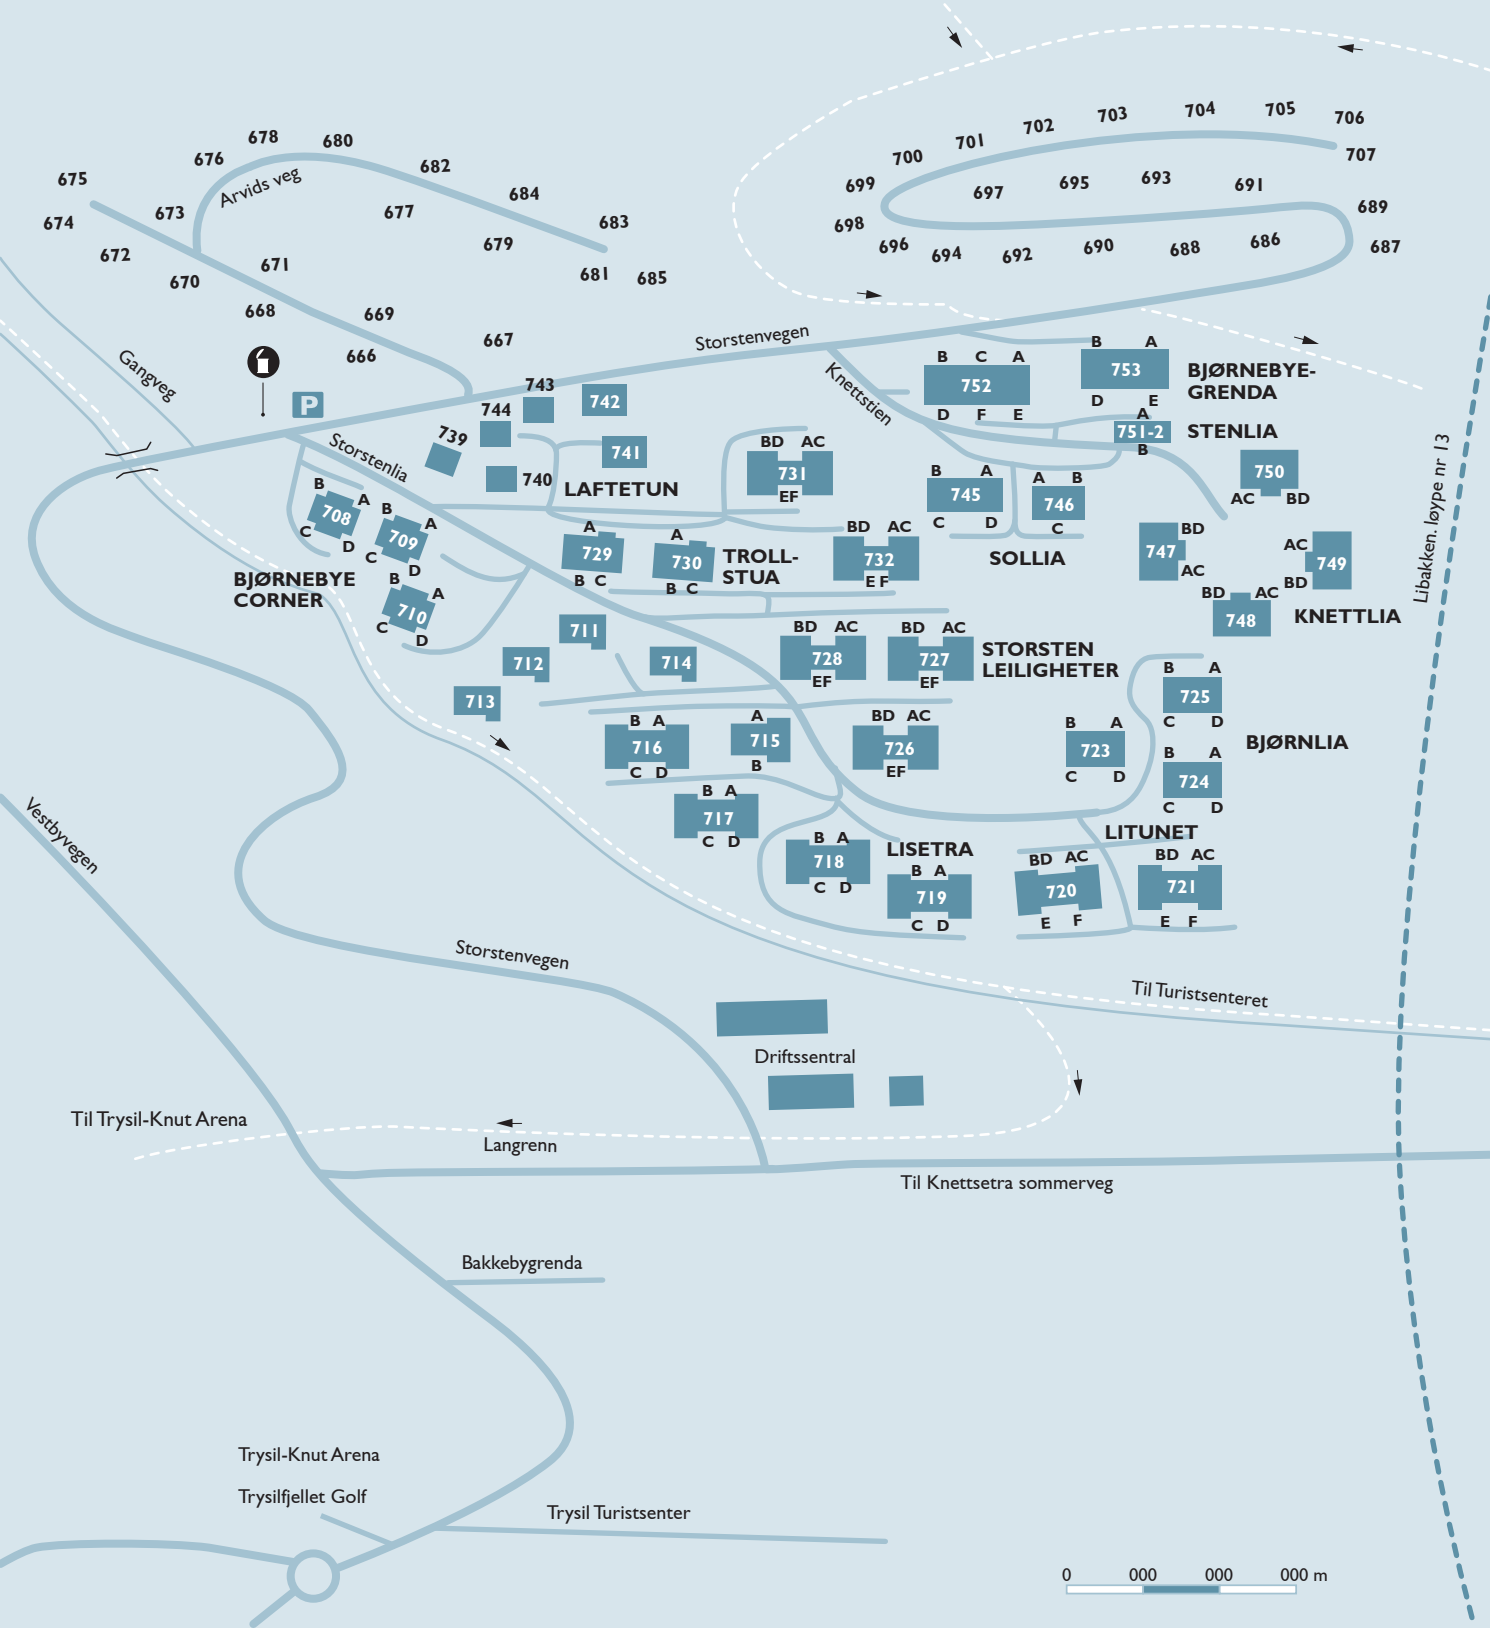 704
705
703
706
702
701
678
680
707
700
676
682
693
695
691
675
699
684
697
Arvids veg
689
673
677
683
674
698
679
696
694
692
690
688
686
687
672
671
681
685
670
668
669
Storstenvegen
667
666
Gangveg
P
743
742
744
739
741
740
LAFTETUN
Storstenlia
Knettstien
B C A
752
D F E
B A
753
D E
BJØRNEBYE-
GRENDA
A
751-2
B
STENLIA
BD AC
731
EF
750
AC BD
B A
745
C D
A B
746
C
SOLLIA
Libakken. løype nr 13
B
A
708
C
D
B
A
709
C
D
B
A
710
C
D
BJØRNEBYE
CORNER
A
729
B C
A
730
B C
TROLL-
STUA
BD AC
732
E F
BD
747
AC
AC
749
BD
BD AC
748
KNETTLIA
711
712
713
714
BD AC
728
EF
BD AC
727
EF
STORSTEN
LEILIGHETER
B A
725
C D
B A
716
C D
A
715
B
BD AC
726
EF
B A
723
C D
BJØRNLIA
B A
724
C D
B A
717
C D
B A
718
C D
LISETRA
B A
719
C D
LITUNET
BD AC
720
E F
BD AC
721
E F
Vestbyvegen
Storstenvegen
Til Turistsenteret
Driftssentral
Til Trysil-Knut Arena
Langrenn
Til Knettsetra sommerveg
Bakkebygrenda
Trysil-Knut Arena
Trysilfjellet Golf
Trysil Turistsenter
0 000 000 000 m